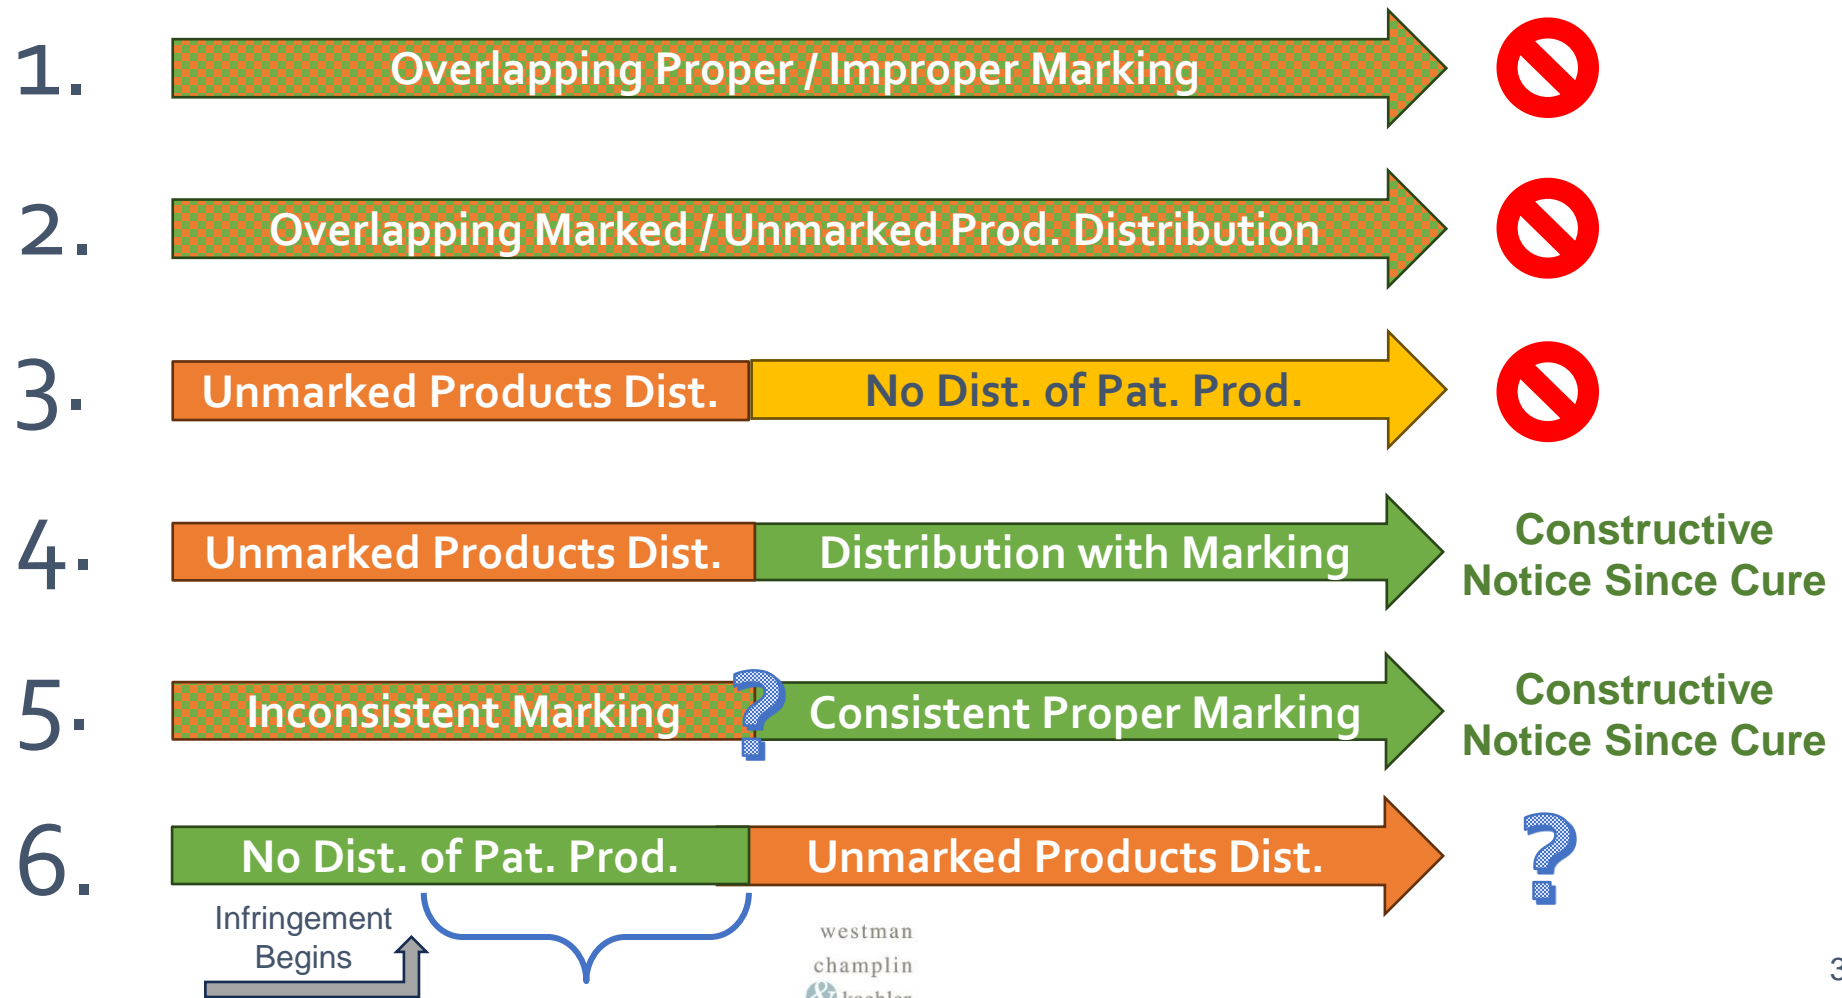 1.
Overlapping Proper / Improper Marking
2.
Overlapping Marked / Unmarked Prod. Distribution
3.
Unmarked Products Dist.
No Dist. of Pat. Prod.
4.
Unmarked Products Dist.
Distribution with Marking
Constructive
Notice Since Cure
5.
Inconsistent Marking
?
Consistent Proper Marking
Constructive
Notice Since Cure
6.
No Dist. of Pat. Prod.
Unmarked Products Dist.
?
Infringement
Begins
westman
champlin
& koehler
3